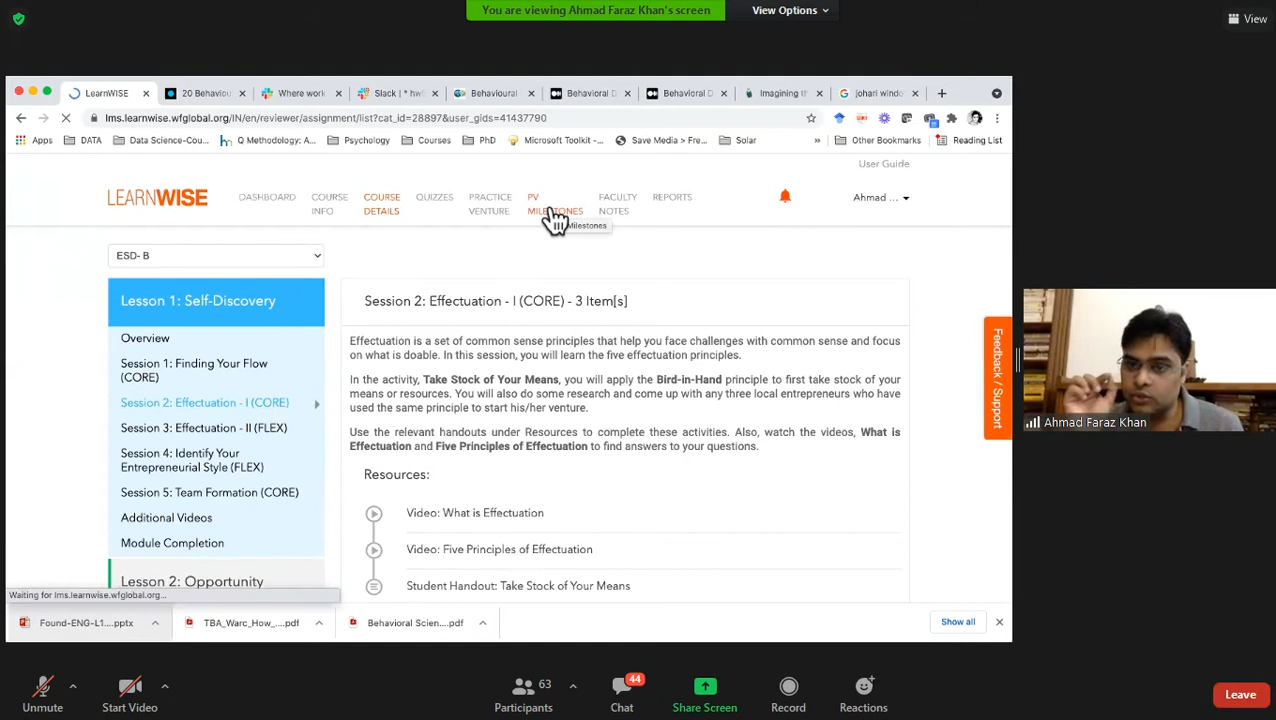 You are viewing Ahmad Faraz Khan's screen
View Options
View
LearnWISE
20 Behaviou
Where work
Slack | * hw
Behavioural
Behavioral D
Behavioral D
Imagining th
johari windo
lms.learnwise.wfglobal.org/IN/en/reviewer/assignment/list?cat_id=28897&user_gids=41437790
Apps
DATA
Data Science-Cou...
Q Methodology: A...
Psychology
Courses
PhD
Microsoft Toolkit -...
Save Media > Fre...
Solar
»
Other Bookmarks
Reading List
User Guide
LEARNWISE
DASHBOARD
COURSE INFO
COURSE DETAILS
QUIZZES
PRACTICE VENTURE
PV MILESTONES
FACULTY NOTES
REPORTS
Ahmad ...
Milestones
ESD- B
Lesson 1: Self-Discovery
Overview
Session 1: Finding Your Flow
(CORE)
Session 2: Effectuation - I (CORE)
Session 3: Effectuation - II (FLEX)
Session 4: Identify Your
Entrepreneurial Style (FLEX)
Session 5: Team Formation (CORE)
Additional Videos
Module Completion
Lesson 2: Opportunity
Session 2: Effectuation - I (CORE) - 3 Item[s]
Effectuation is a set of common sense principles that help you face challenges with common sense and focus
on what is doable. In this session, you will learn the five effectuation principles.
In the activity, Take Stock of Your Means, you will apply the Bird-in-Hand principle to first take stock of your
means or resources. You will also do some research and come up with any three local entrepreneurs who have
used the same principle to start his/her venture.
Use the relevant handouts under Resources to complete these activities. Also, watch the videos, What is
Effectuation and Five Principles of Effectuation to find answers to your questions.
Resources:
Video: What is Effectuation
Video: Five Principles of Effectuation
Student Handout: Take Stock of Your Means
Feedback / Support
Ahmad Faraz Khan
Waiting for lms.learnwise.wfglobal.org...
Found-ENG-L1....pptx
TBA_Warc_How_....pdf
Behavioral Scien....pdf
Show all
Unmute
Start Video
63
Participants
44
Chat
Share Screen
Record
Reactions
Leave